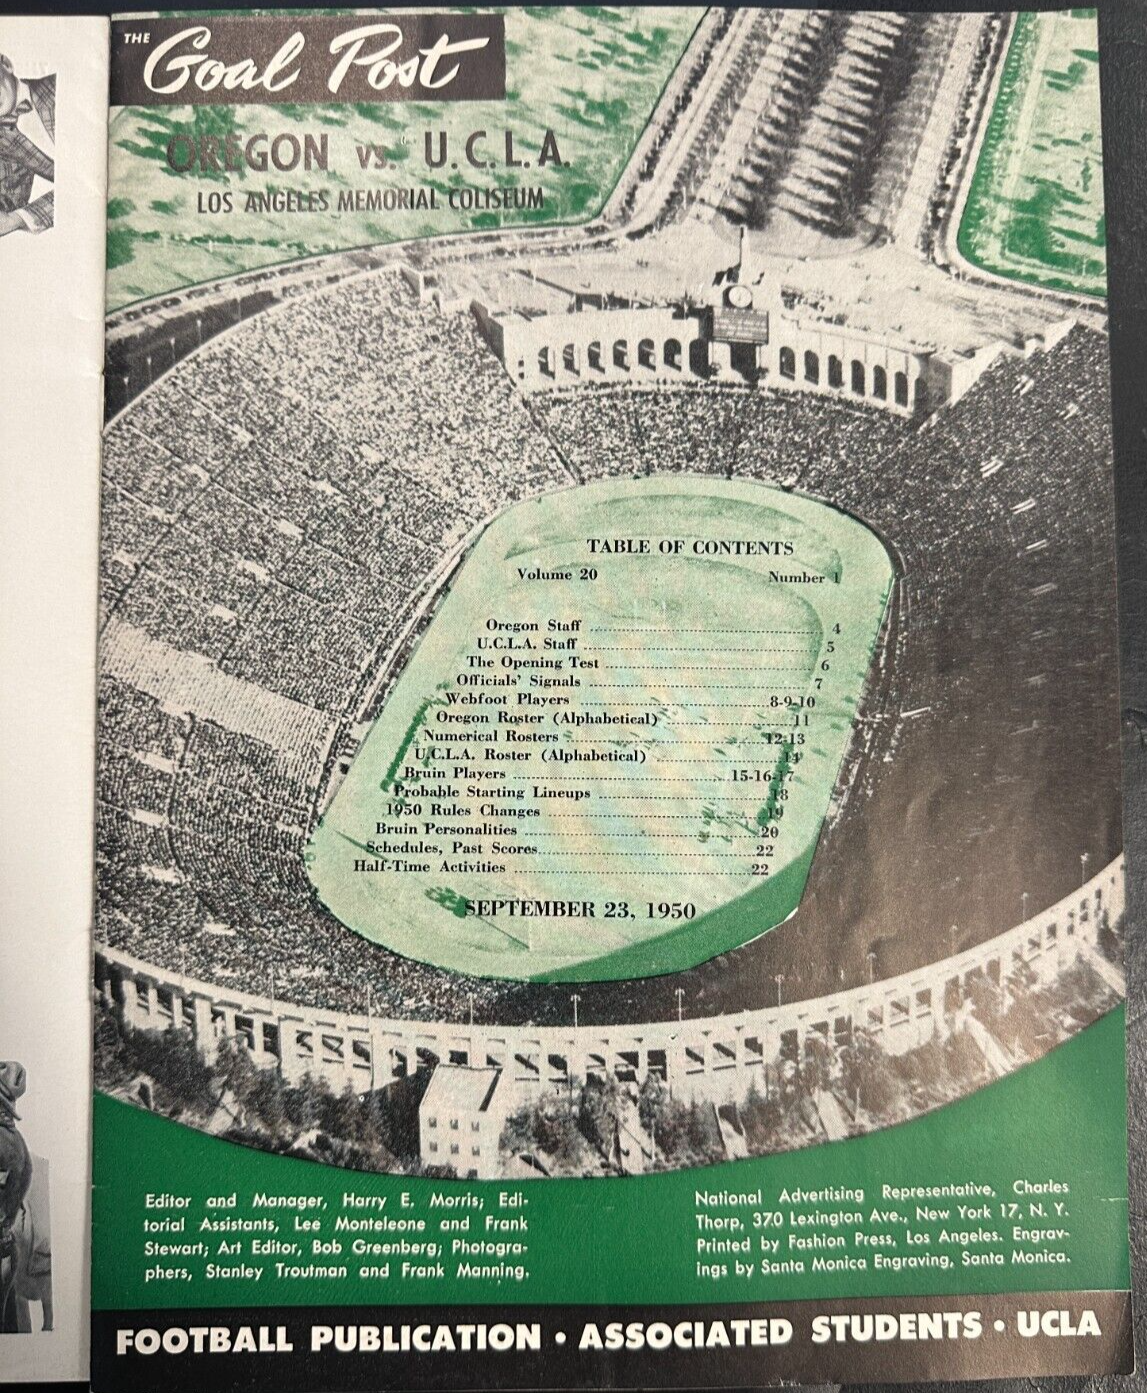 THE Goal Post
OREGON vs. U.C.L.A.
LOS ANGELES MEMORIAL COLISEUM
TABLE OF CONTENTS
Volume 20 Number 1
Oregon Staff 4
U.C.L.A. Staff 5
The Opening Test 6
Officials' Signals 7
Webfoot Players 8-9-10
Oregon Roster (Alphabetical) 11
Numerical Rosters 12-13
U.C.L.A. Roster (Alphabetical) 14
Bruin Players 15-16-17
Probable Starting Lineups 18
1950 Rules Changes 19
Bruin Personalities 20
Schedules, Past Scores 22
Half-Time Activities 22
SEPTEMBER 23, 1950
Editor and Manager, Harry E. Morris; Edi-
torial Assistants, Lee Monteleone and Frank
Stewart; Art Editor, Bob Greenberg; Photogra-
phers, Stanley Troutman and Frank Manning.
National Advertising Representative, Charles
Thorp, 370 Lexington Ave., New York 17, N. Y.
Printed by Fashion Press, Los Angeles. Engrav-
ings by Santa Monica Engraving, Santa Monica.
FOOTBALL PUBLICATION • ASSOCIATED STUDENTS • UCLA